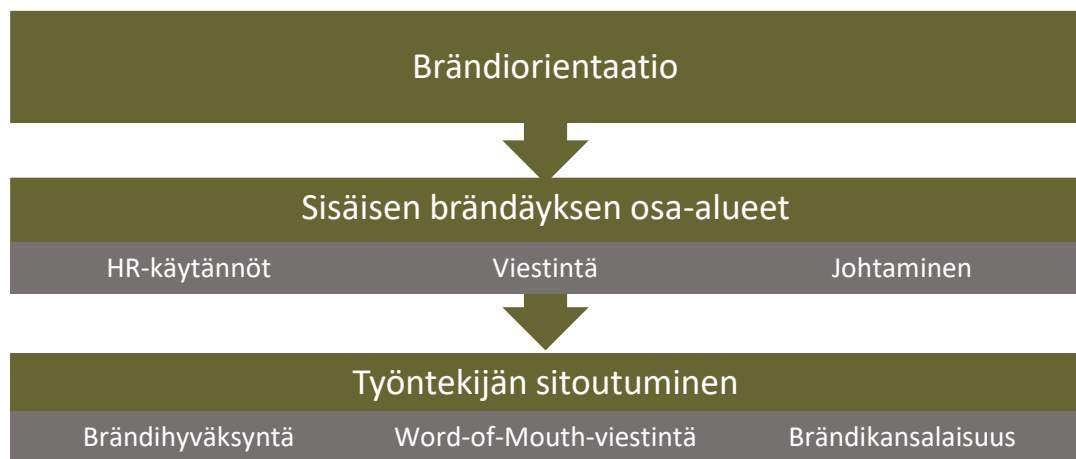 Brändiorientaatio
Sisäisen brändäyksen osa-alueet
HR-käytännöt Viestintä Johtaminen
Työntekijän sitoutuminen
Brändihyväksyntä Word-of-Mouth-viestintä Brändikansalaisuus